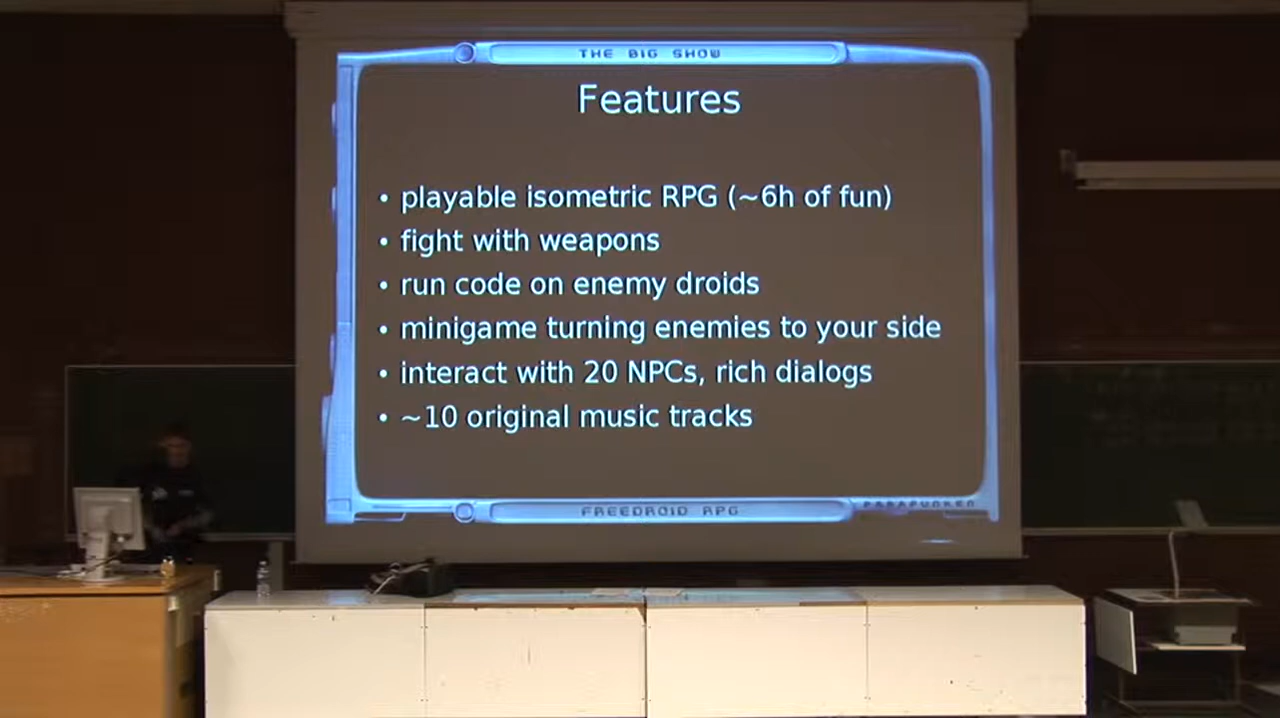 THE BIG SHOW
Features
• playable isometric RPG (~6h of fun)
• fight with weapons
• run code on enemy droids
• minigame turning enemies to your side
• interact with 20 NPCs, rich dialogs
• ~10 original music tracks
FREEDROID RPG
PARAPUNKEN